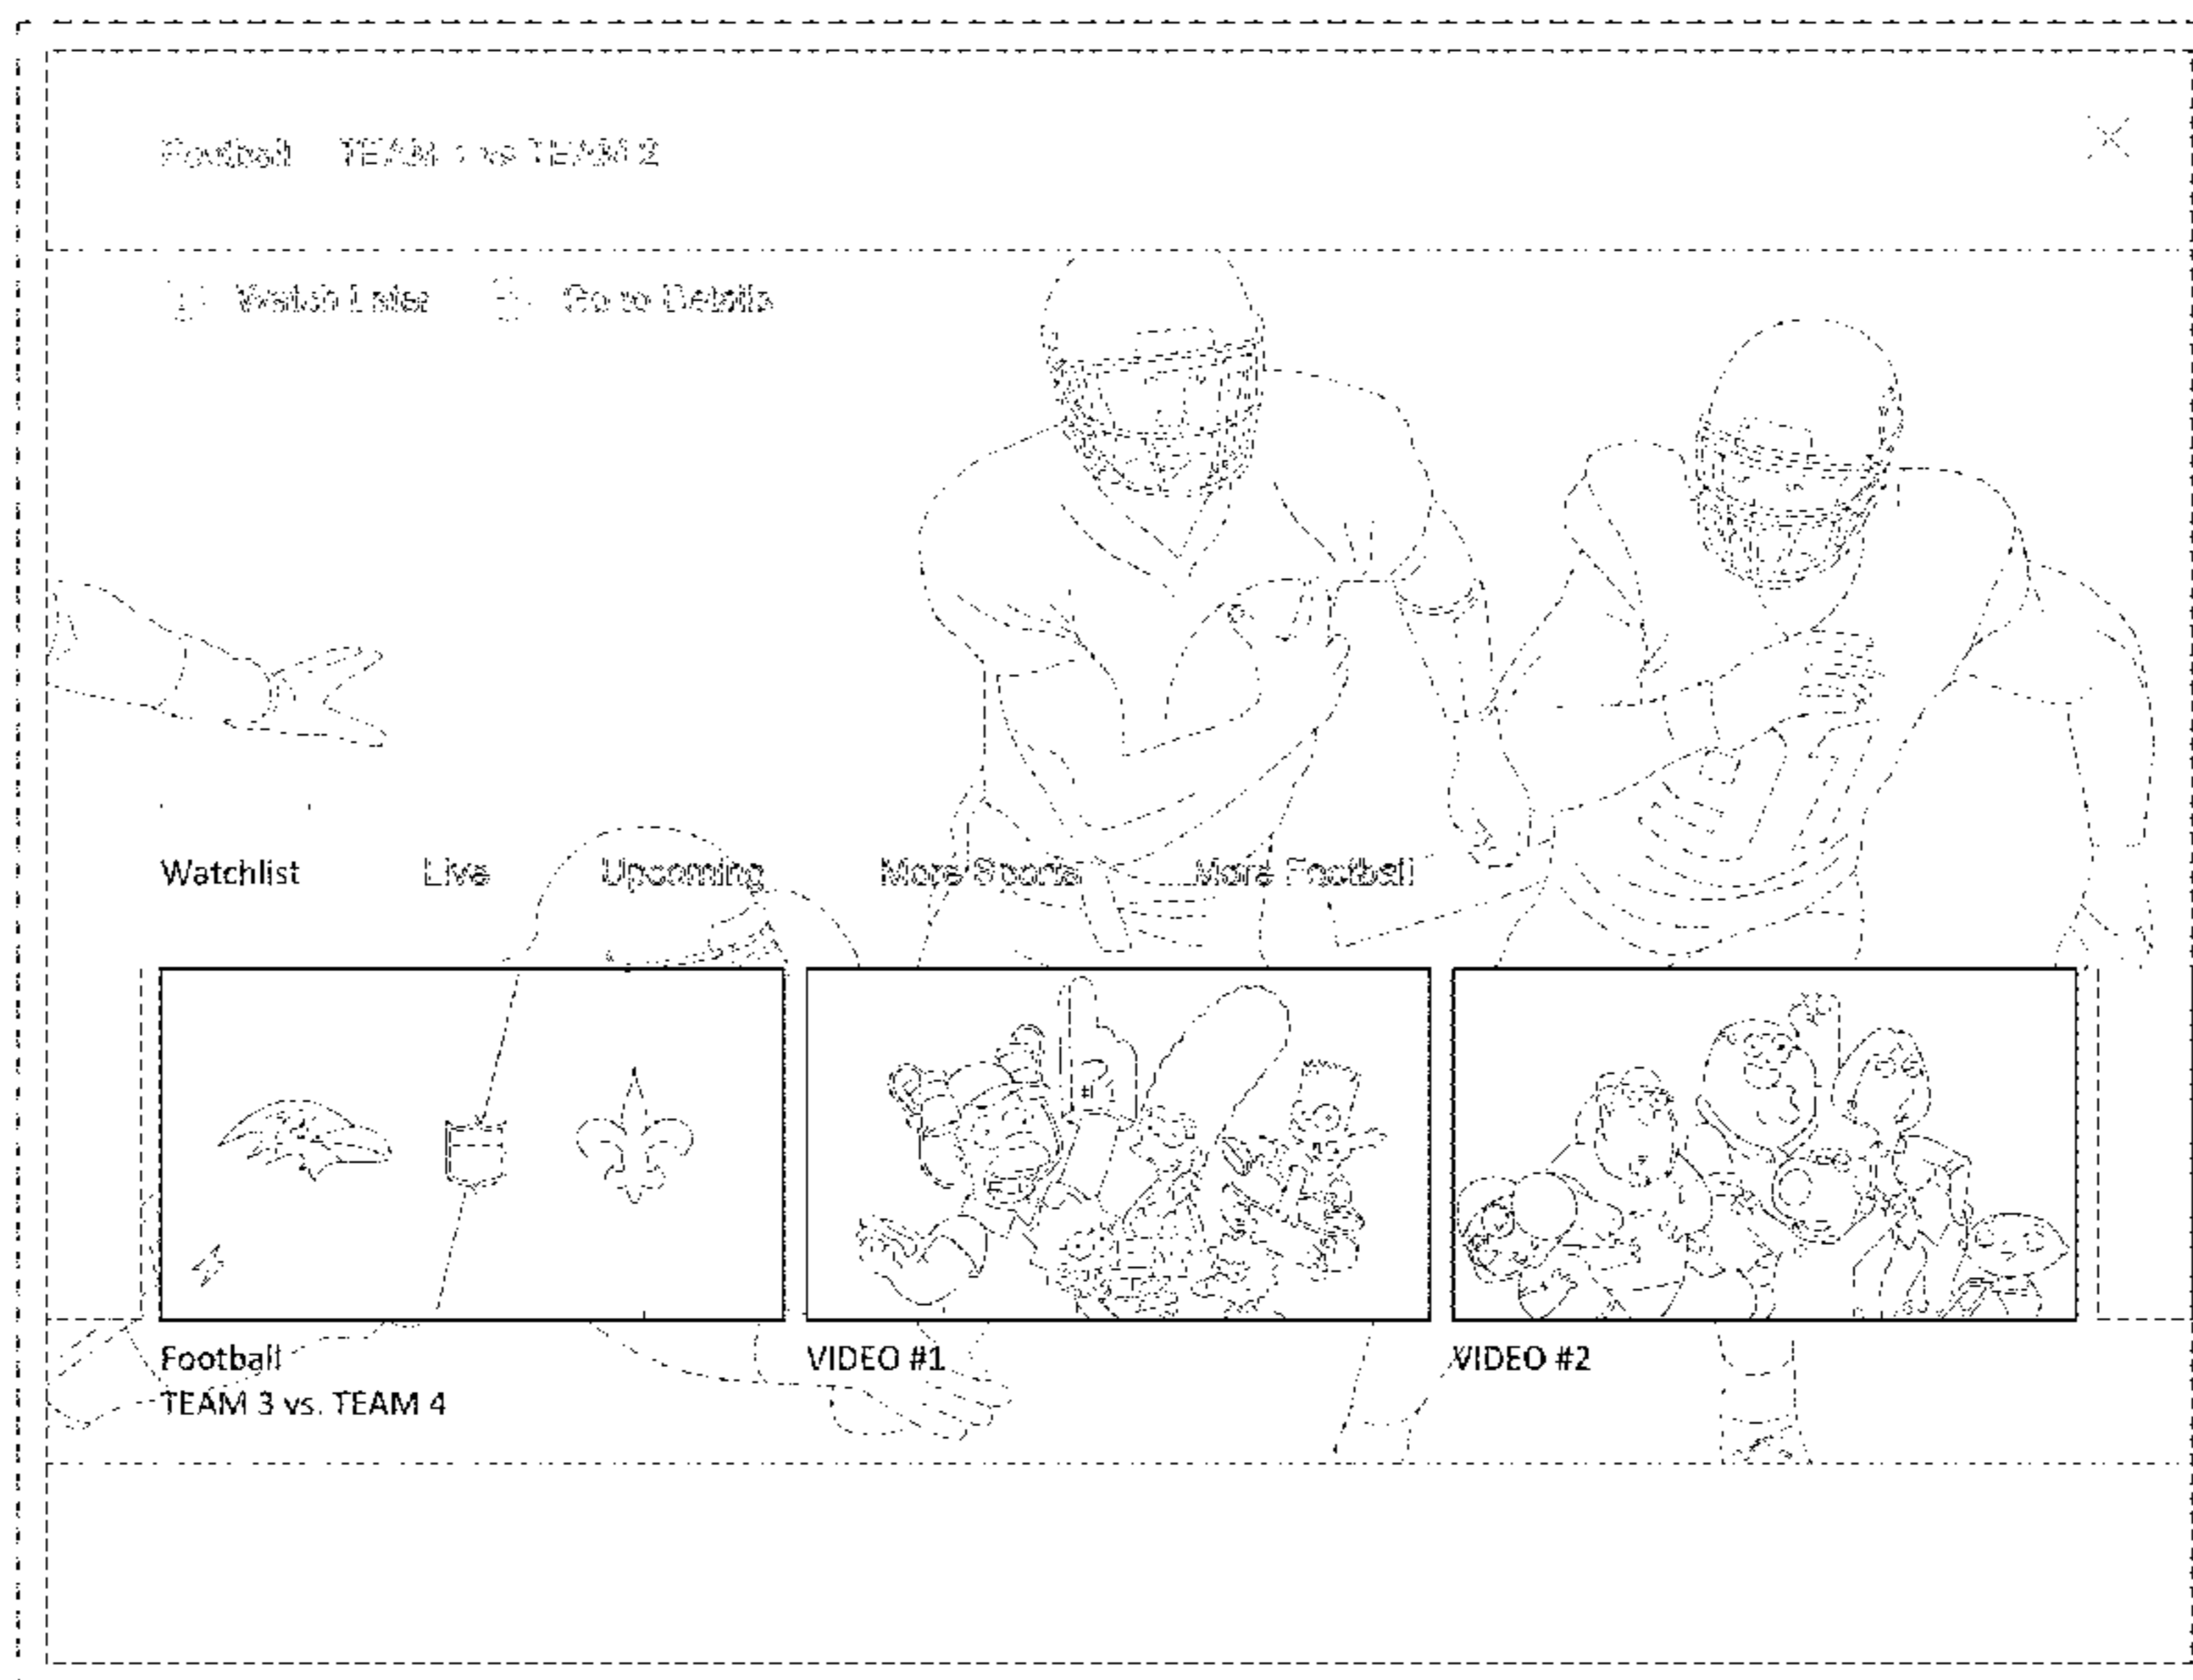 Football TEAM 1 vs TEAM 2
Watch Later Go to Details
Watchlist Live Upcoming More Sports More Football
#1
Football VIDEO #1 VIDEO #2
TEAM 3 vs. TEAM 4